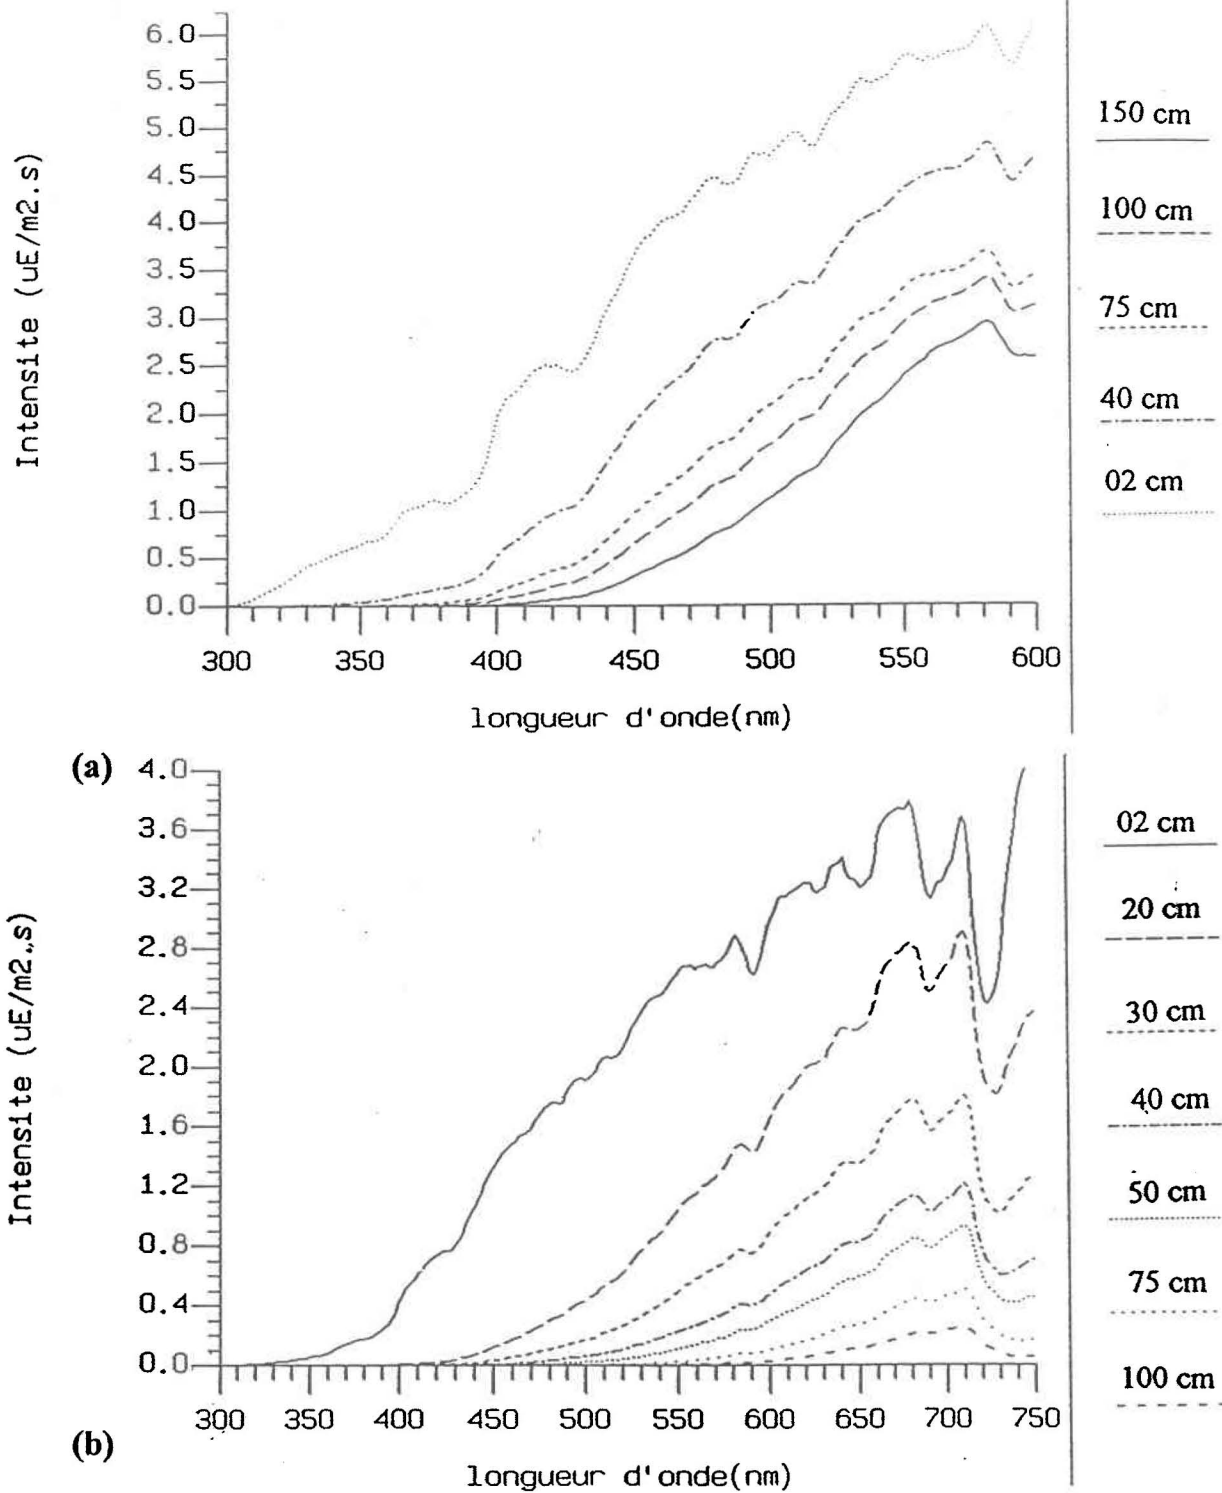 6.0
5.5
5.0
4.5
4.0
3.5
3.0
2.5
2.0
1.5
1.0
0.5
0.0
Intensite (uE/m2.s)
300 350 400 450 500 550 600
longueur d'onde(nm)
150 cm
100 cm
75 cm
40 cm
02 cm
(a)
4.0
3.6
3.2
2.8
2.4
2.0
1.6
1.2
0.8
0.4
0.0
Intensite (uE/m2.s)
300 350 400 450 500 550 600 650 700 750
longueur d'onde(nm)
02 cm
20 cm
30 cm
40 cm
50 cm
75 cm
100 cm
(b)